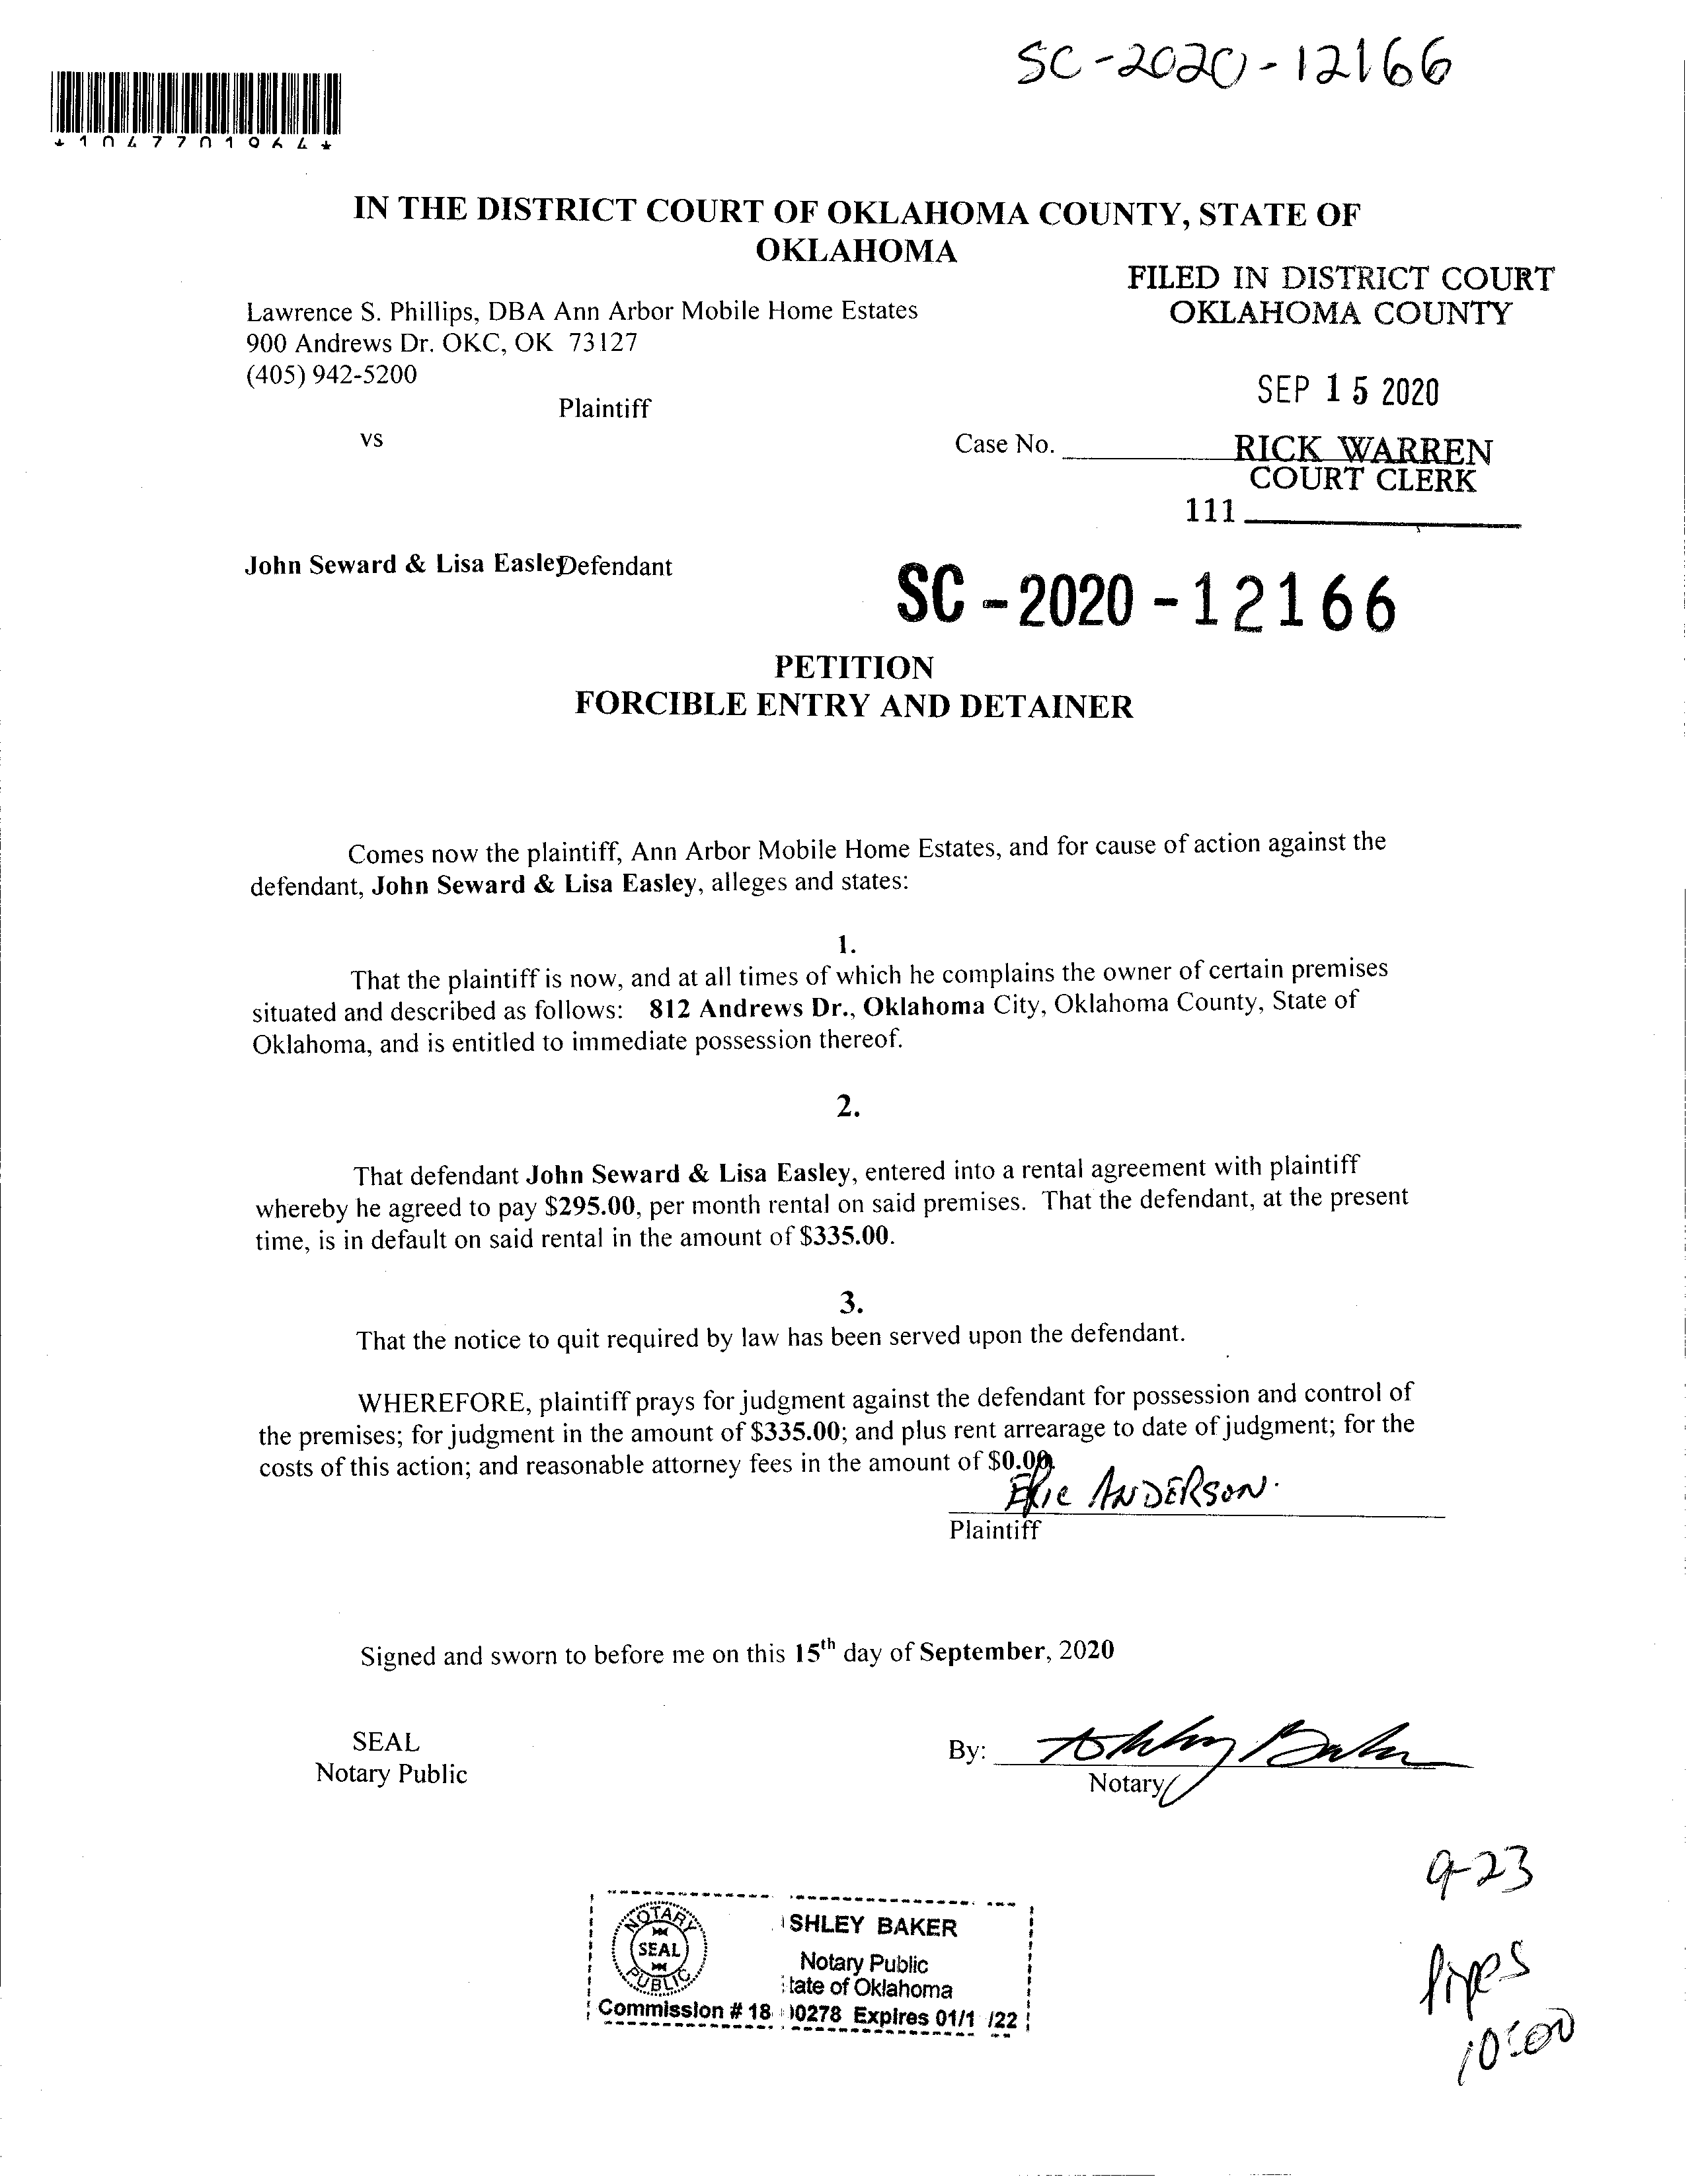 SC-2020-12166
*1047701964*
IN THE DISTRICT COURT OF OKLAHOMA COUNTY, STATE OF
OKLAHOMA
FILED IN DISTRICT COURT
OKLAHOMA COUNTY
Lawrence S. Phillips, DBA Ann Arbor Mobile Home Estates
900 Andrews Dr. OKC, OK 73127
(405) 942-5200
SEP 15 2020
Plaintiff
vs
Case No.
RICK WARREN
COURT CLERK
111
John Seward & Lisa Easley Defendant
SC-2020-12166
PETITION
FORCIBLE ENTRY AND DETAINER
Comes now the plaintiff, Ann Arbor Mobile Home Estates, and for cause of action against the
defendant, John Seward & Lisa Easley, alleges and states:
1.
That the plaintiff is now, and at all times of which he complains the owner of certain premises
situated and described as follows: 812 Andrews Dr., Oklahoma City, Oklahoma County, State of
Oklahoma, and is entitled to immediate possession thereof.
2.
That defendant John Seward & Lisa Easley, entered into a rental agreement with plaintiff
whereby he agreed to pay $295.00, per month rental on said premises. That the defendant, at the present
time, is in default on said rental in the amount of $335.00.
3.
That the notice to quit required by law has been served upon the defendant.
WHEREFORE, plaintiff prays for judgment against the defendant for possession and control of
the premises; for judgment in the amount of $335.00; and plus rent arrearage to date of judgment; for the
costs of this action; and reasonable attorney fees in the amount of $0.00.
Eric Anderson.
Plaintiff
Signed and sworn to before me on this 15th day of September, 2020
SEAL
Notary Public
By: Ashley Baker
Notary
9-23
10:00
NOTARY
SEAL
PUBLIC
SHLEY BAKER
Notary Public
tate of Oklahoma
Commission # 18 0278 Expires 01/1 /22